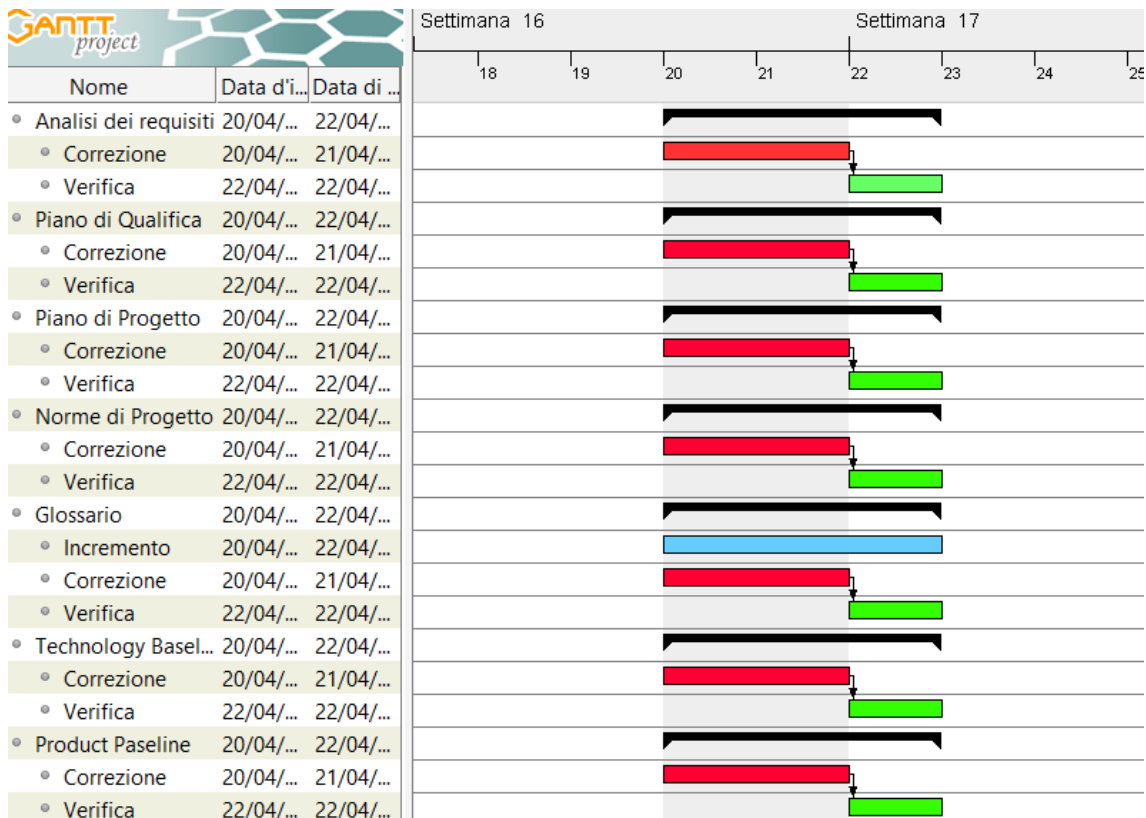 GANTT
project
Settimana 16 Settimana 17
18 19 20 21 22 23 24 25
Nome Data d'i... Data di ...
Analisi dei requisiti 20/04/... 22/04/...
Correzione 20/04/... 21/04/...
Verifica 22/04/... 22/04/...
Piano di Qualifica 20/04/... 22/04/...
Correzione 20/04/... 21/04/...
Verifica 22/04/... 22/04/...
Piano di Progetto 20/04/... 22/04/...
Correzione 20/04/... 21/04/...
Verifica 22/04/... 22/04/...
Norme di Progetto 20/04/... 22/04/...
Correzione 20/04/... 21/04/...
Verifica 22/04/... 22/04/...
Glossario 20/04/... 22/04/...
Incremento 20/04/... 22/04/...
Correzione 20/04/... 21/04/...
Verifica 22/04/... 22/04/...
Technology Basel... 20/04/... 22/04/...
Correzione 20/04/... 21/04/...
Verifica 22/04/... 22/04/...
Product Paseline 20/04/... 22/04/...
Correzione 20/04/... 21/04/...
Verifica 22/04/... 22/04/...